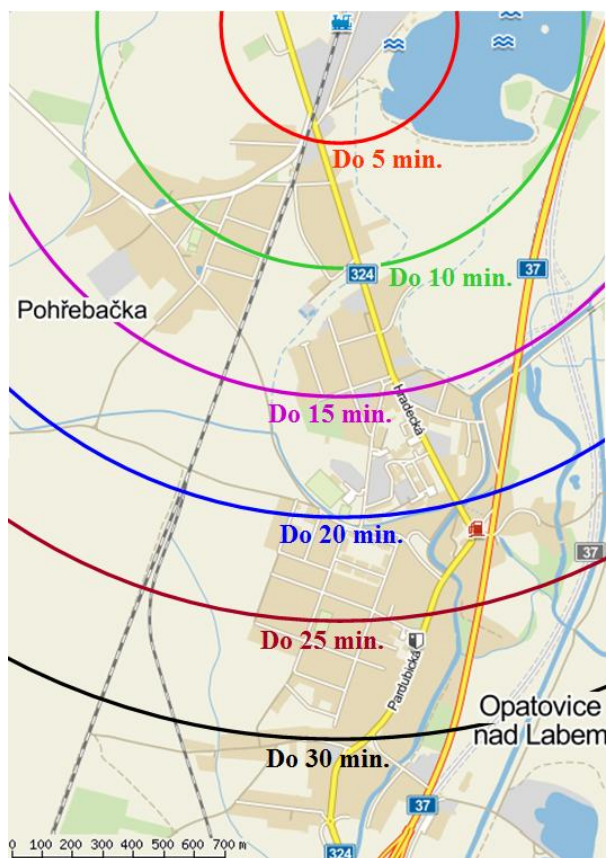 Do 5 min.
324
Do 10 min.
37
Pohřebačka
Do 15 min.
Hradecká
Do 20 min.
37
Do 25 min.
Pardubická
Opatovice
nad Labem
Do 30 min.
37
0 100 200 300 400 500 600 700 m
324